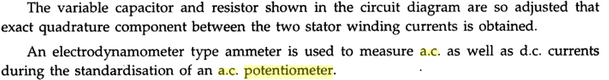 The variable capacitor and resistor shown in the circuit diagram are so adjusted that
exact quadrature component between the two stator winding currents is obtained.
An electrodynamometer type ammeter is used to measure a.c. as well as d.c. currents
during the standardisation of an a.c. potentiometer.